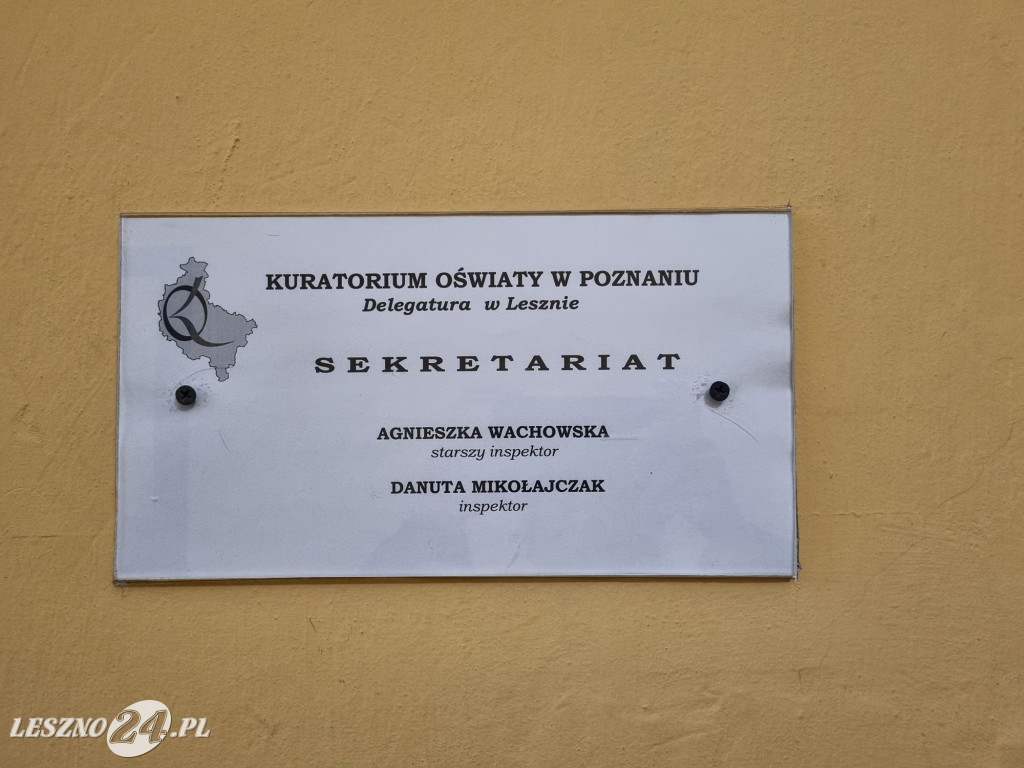 KURATORIUM OŚWIATY W POZNANIU
Delegatura w Lesznie
SEKRETARIAT
AGNIESZKA WACHOWSKA
starszy inspektor
DANUTA MIKOŁAJCZAK
inspektor
LESZNO24.PL